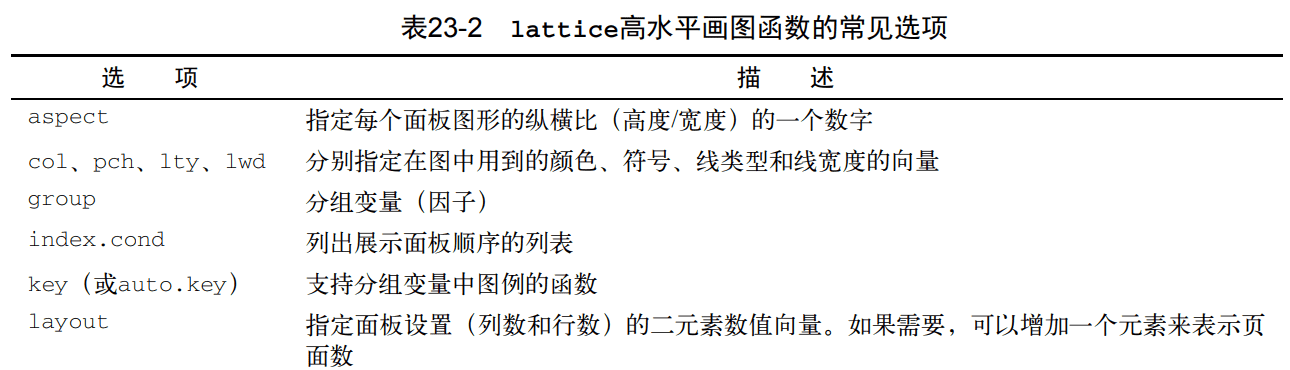 表23-2 lattice高水平画图函数的常见选项
选 项 描 述
aspect 指定每个面板图形的纵横比（高度/宽度）的一个数字
col、pch、lty、lwd 分别指定在图中用到的颜色、符号、线类型和线宽度的向量
group 分组变量（因子）
index.cond 列出展示面板顺序的列表
key（或auto.key） 支持分组变量中图例的函数
layout 指定面板设置（列数和行数）的二元素数值向量。如果需要，可以增加一个元素来表示页
面数